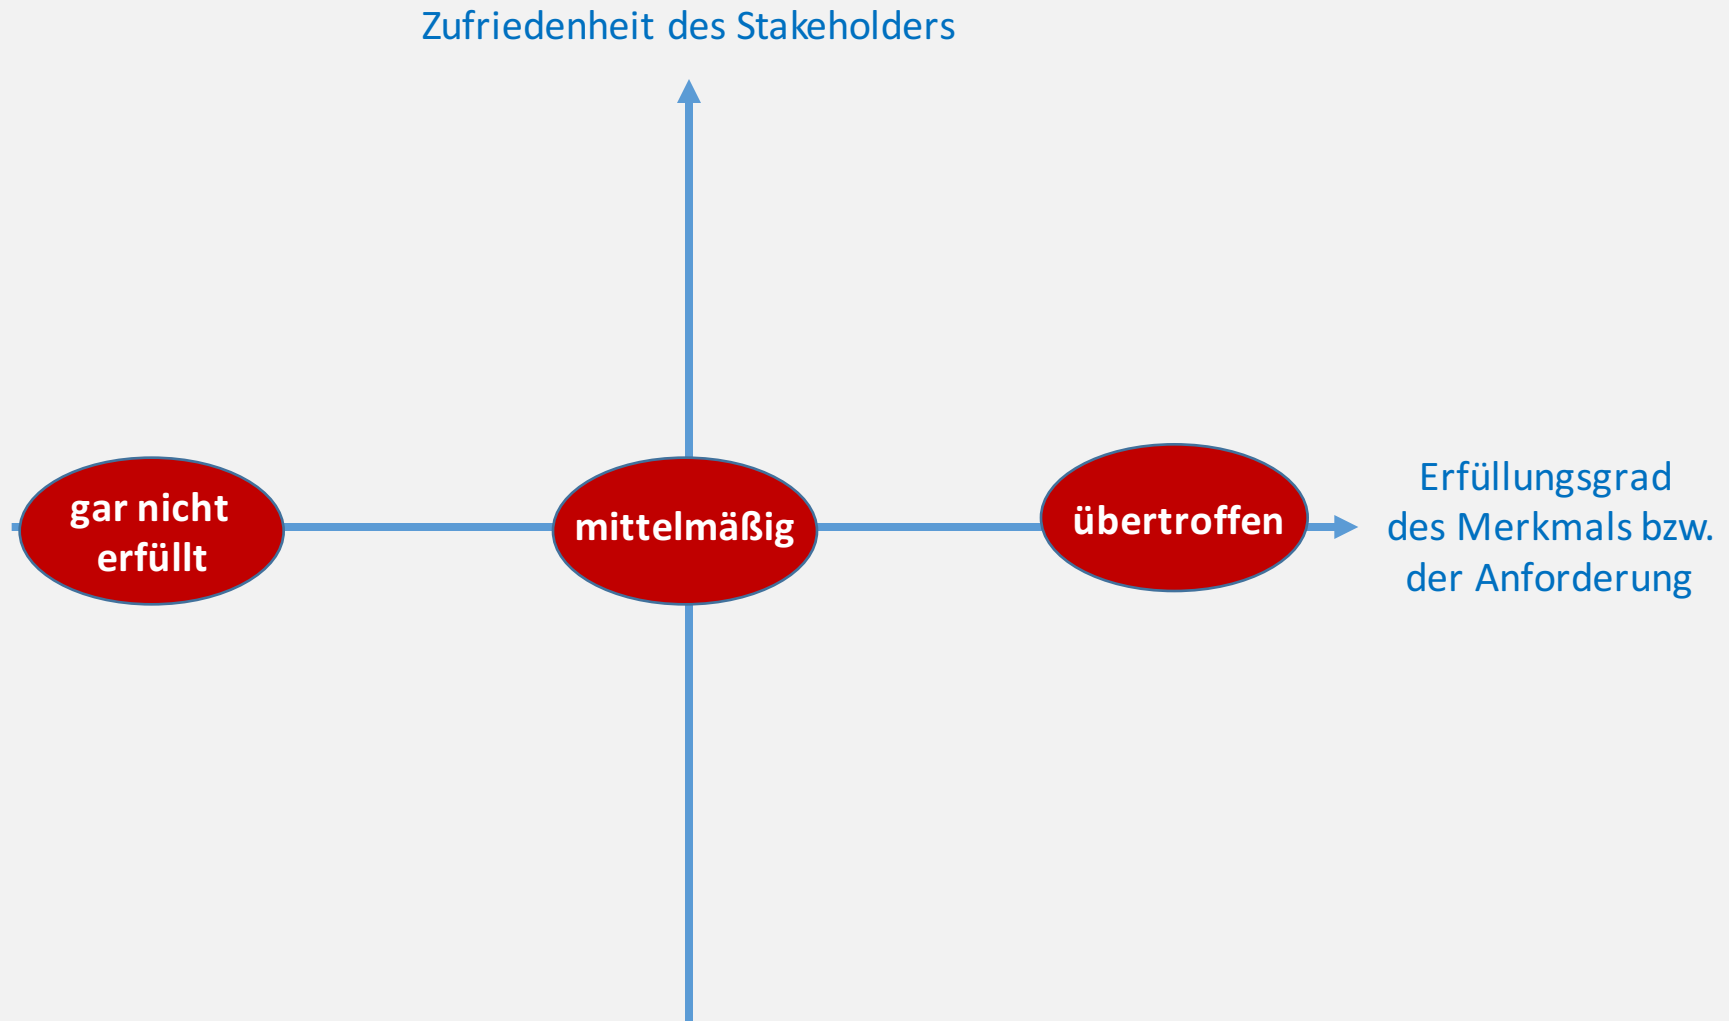 Zufriedenheit des Stakeholders
gar nicht
erfüllt
mittelmäßig
übertroffen
Erfüllungsgrad
des Merkmals bzw.
der Anforderung